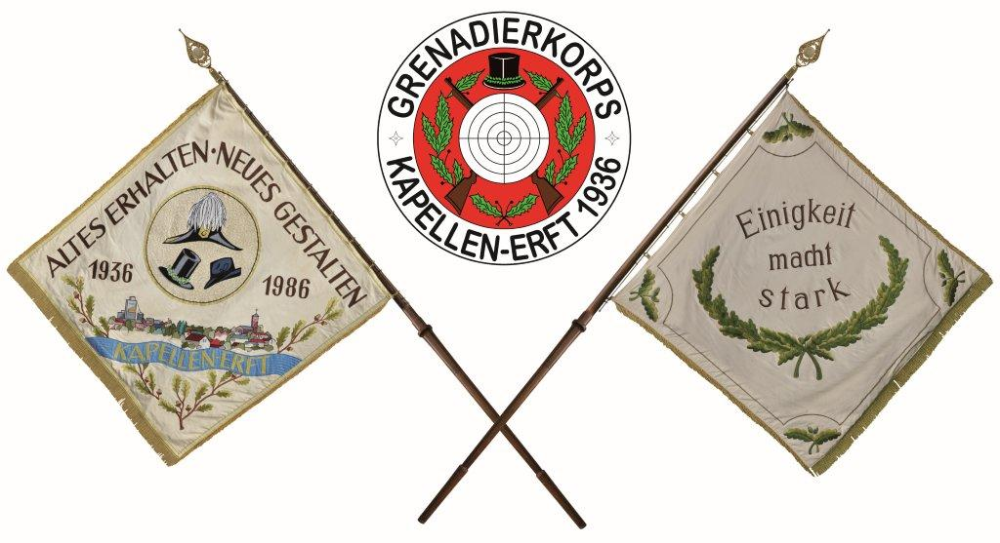 GRENADIERKORPS
KAPELLEN-ERFT 1936
ALTES ERHALTEN·NEUES GESTALTEN
1936
1986
KAPELLEN-ERFT
Einigkeit
macht
stark